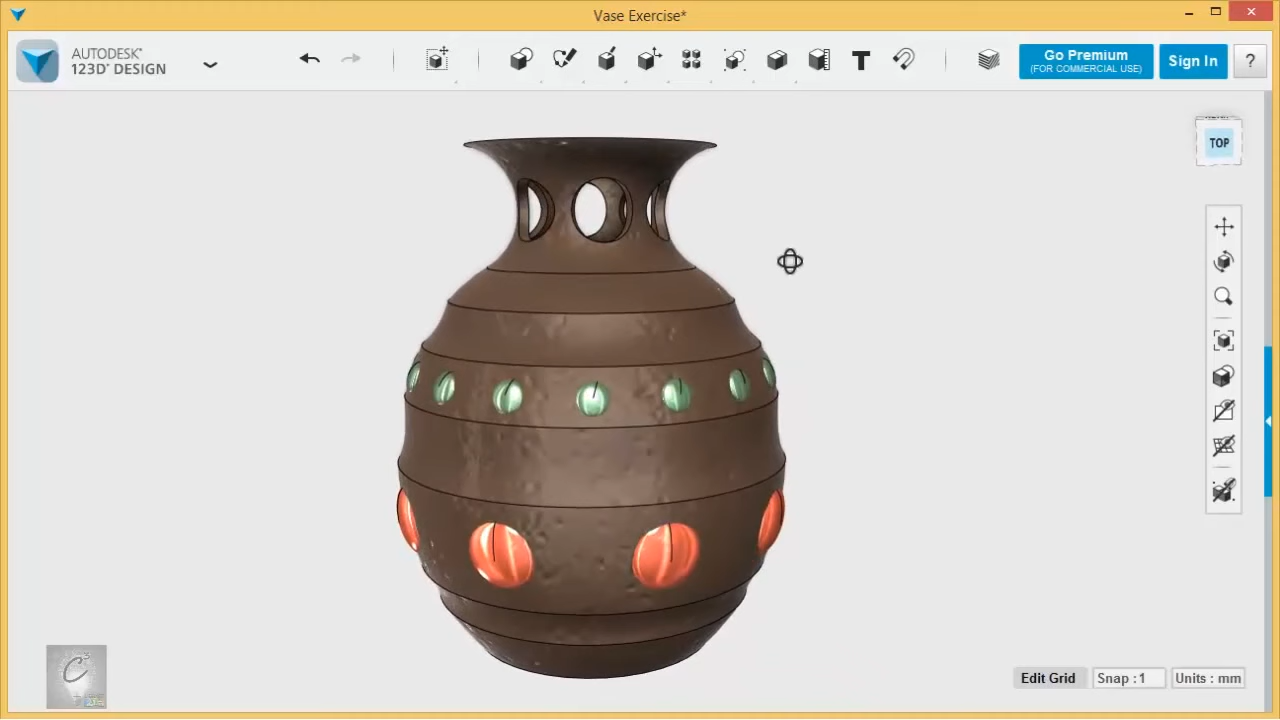 Vase Exercise*
AUTODESK®
123D® DESIGN
Go Premium
(FOR COMMERCIAL USE)
Sign In
?
TOP
Edit Grid
Snap : 1
Units : mm